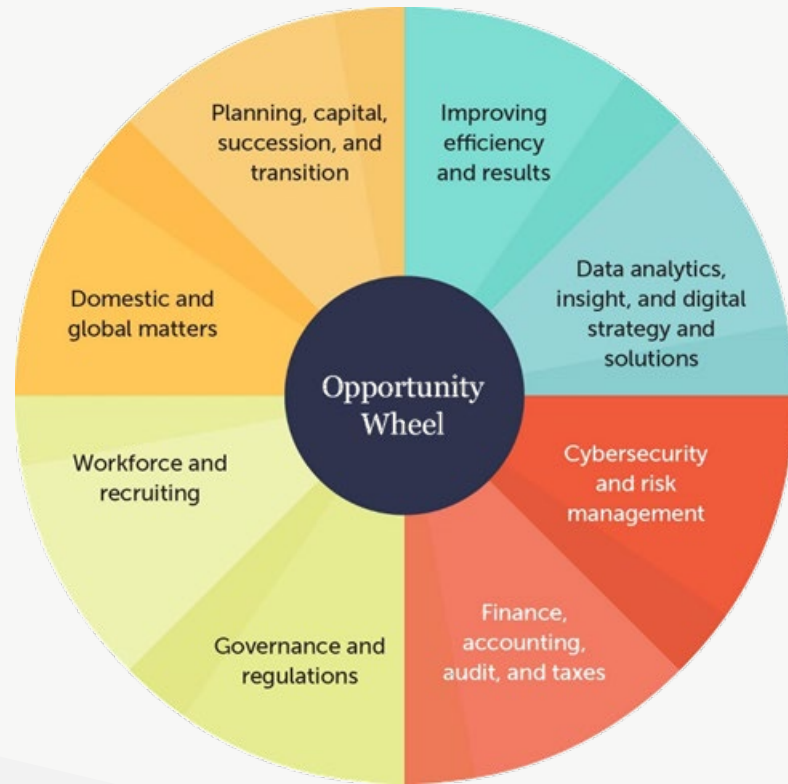 Planning, capital,
succession, and
transition
Improving
efficiency
and results
Data analytics,
insight, and digital
strategy and
solutions
Cybersecurity
and risk
management
Finance,
accounting,
audit, and taxes
Governance and
regulations
Workforce and
recruiting
Domestic and
global matters
Opportunity
Wheel